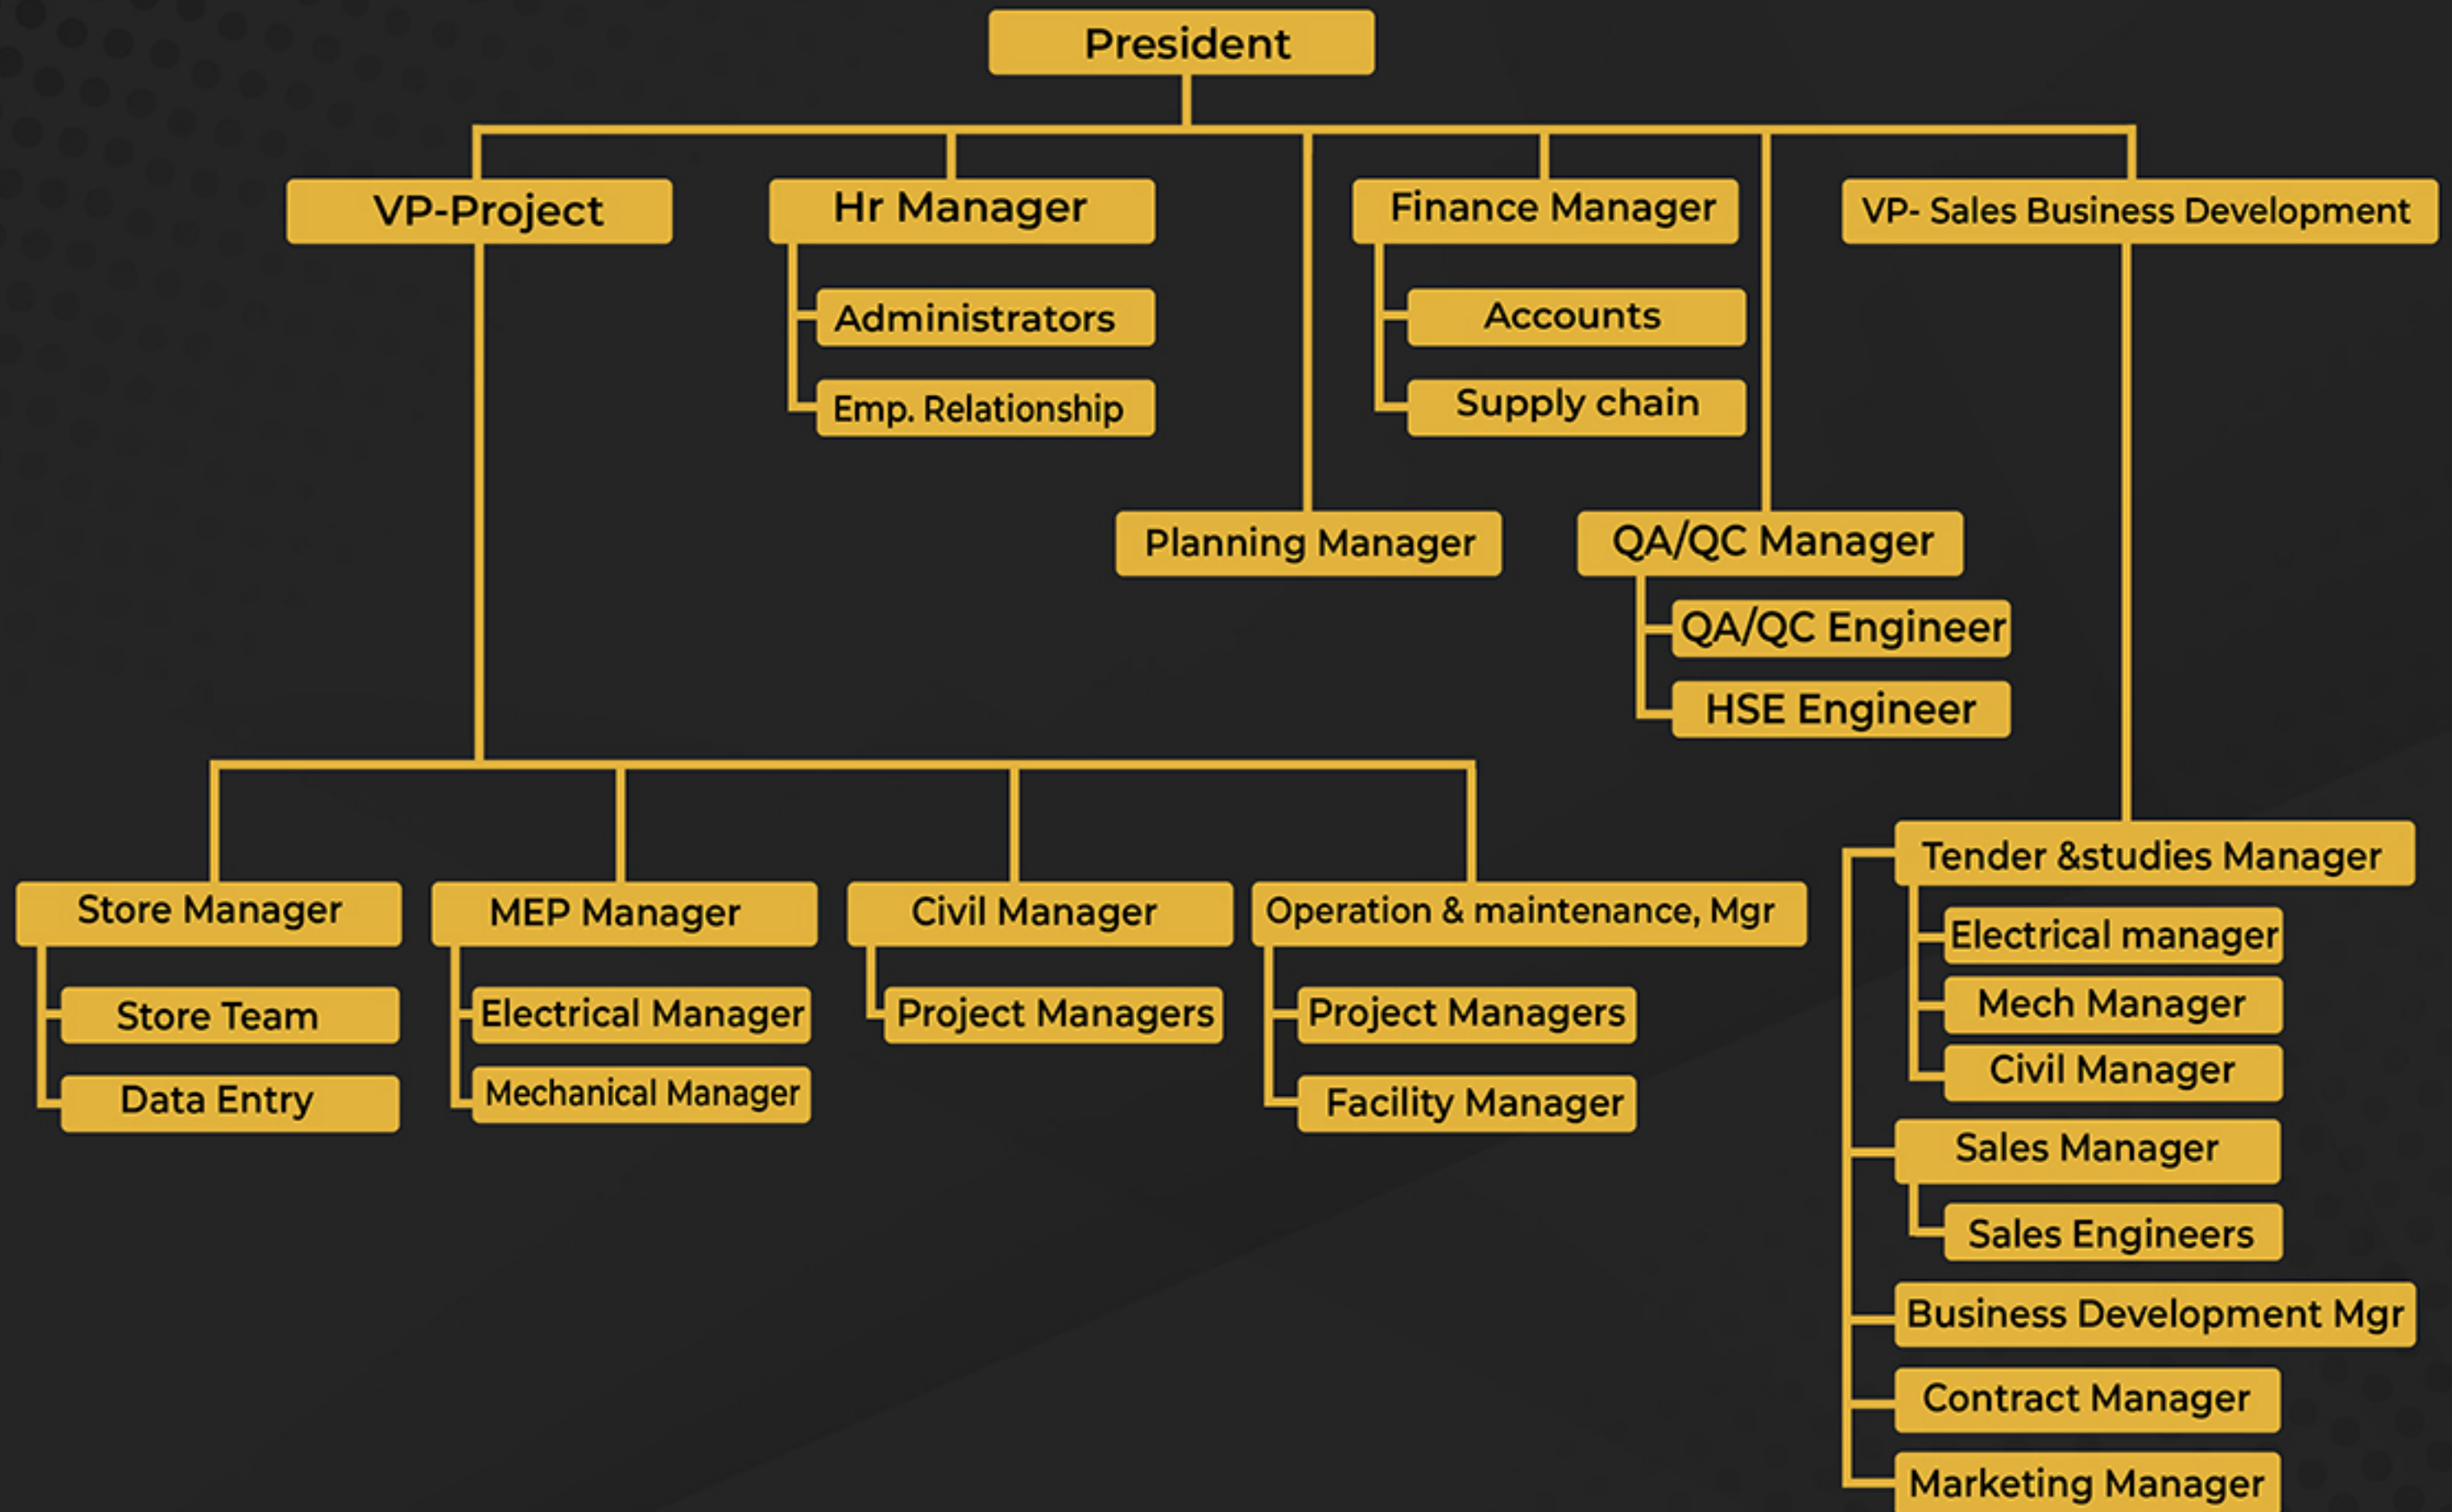 President
VP-Project
Hr Manager
Finance Manager
VP- Sales Business Development
Administrators
Emp. Relationship
Accounts
Supply chain
Planning Manager
QA/QC Manager
QA/QC Engineer
HSE Engineer
Store Manager
Store Team
Data Entry
MEP Manager
Electrical Manager
Mechanical Manager
Civil Manager
Project Managers
Operation & maintenance, Mgr
Project Managers
Facility Manager
Tender &studies Manager
Electrical manager
Mech Manager
Civil Manager
Sales Manager
Sales Engineers
Business Development Mgr
Contract Manager
Marketing Manager